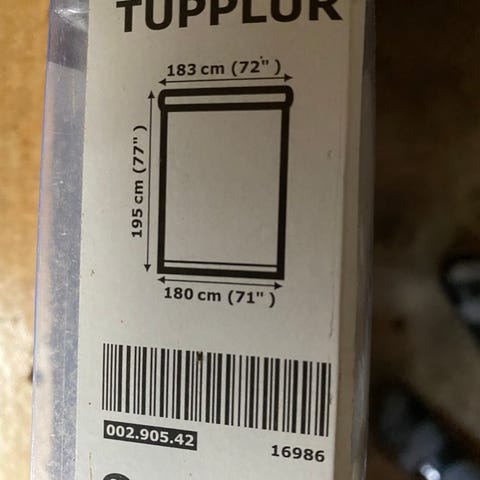 TUPPLUR
183 cm (72")
195 cm (77")
180 cm (71")
002.905.42
16986